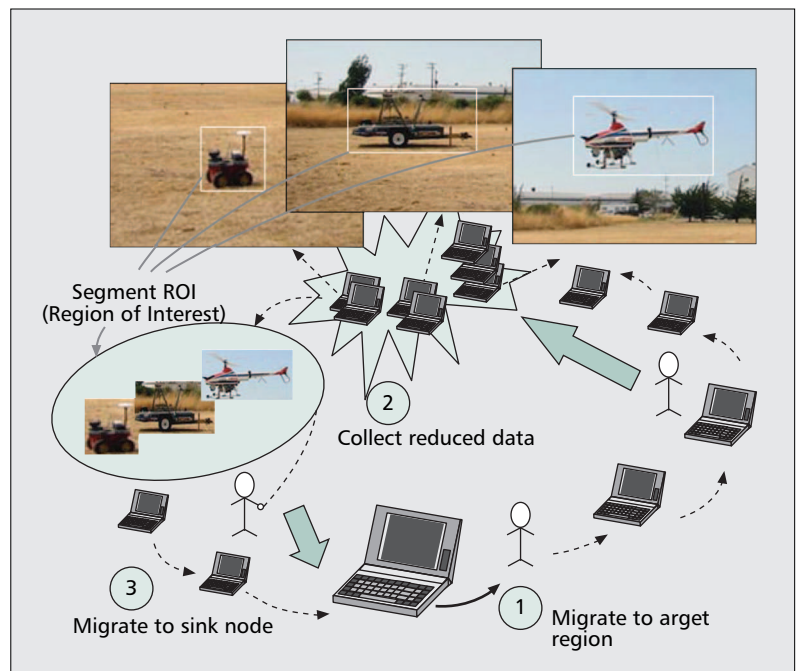 Segment ROI
(Region of Interest)
2
Collect reduced data
3
Migrate to sink node
1
Migrate to arget
region